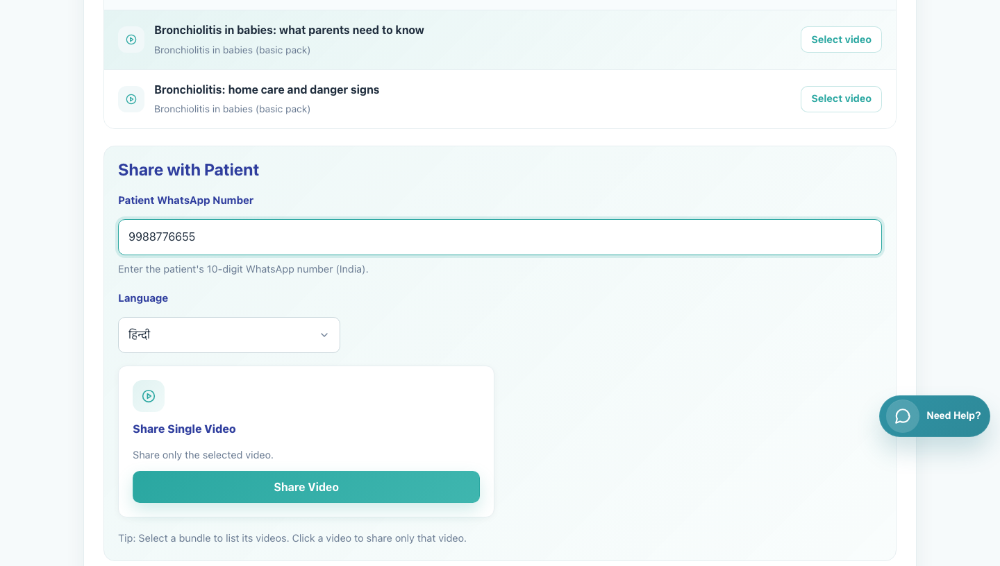 Bronchiolitis in babies: what parents need to know
Bronchiolitis in babies (basic pack)
Select video
Bronchiolitis: home care and danger signs
Bronchiolitis in babies (basic pack)
Select video
Share with Patient
Patient WhatsApp Number
9988776655
Enter the patient's 10-digit WhatsApp number (India).
Language
हिन्दी
Share Single Video
Share only the selected video.
Share Video
Need Help?
Tip: Select a bundle to list its videos. Click a video to share only that video.